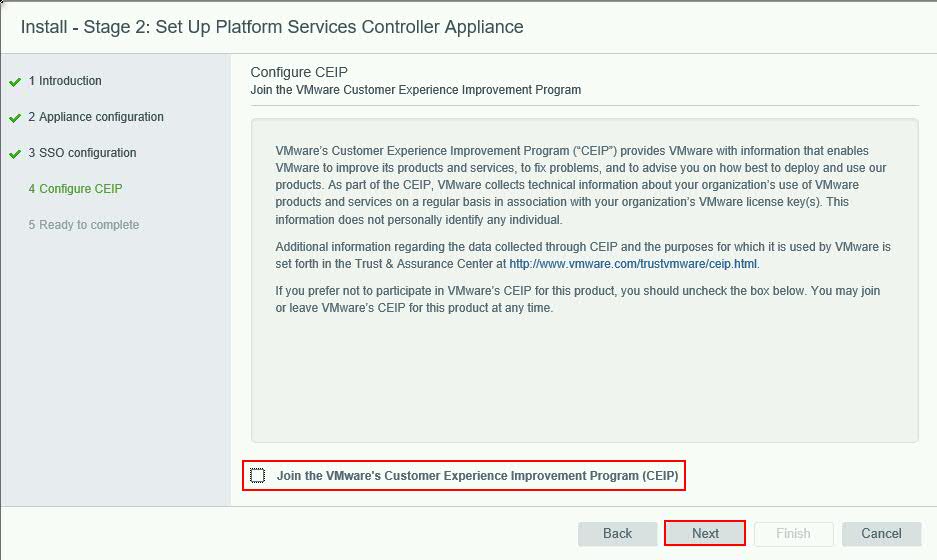 Install - Stage 2: Set Up Platform Services Controller Appliance
1 Introduction
2 Appliance configuration
3 SSO configuration
4 Configure CEIP
5 Ready to complete
Configure CEIP
Join the VMware Customer Experience Improvement Program
VMware's Customer Experience Improvement Program ("CEIP") provides VMware with information that enables
VMware to improve its products and services, to fix problems, and to advise you on how best to deploy and use our
products. As part of the CEIP, VMware collects technical information about your organization's use of VMware
products and services on a regular basis in association with your organization's VMware license key(s). This
information does not personally identify any individual.
Additional information regarding the data collected through CEIP and the purposes for which it is used by VMware is
set forth in the Trust & Assurance Center at http://www.vmware.com/trustvmware/ceip.html.
If you prefer not to participate in VMware's CEIP for this product, you should uncheck the box below. You may join
or leave VMware's CEIP for this product at any time.
Join the VMware's Customer Experience Improvement Program (CEIP)
Back
Next
Finish
Cancel